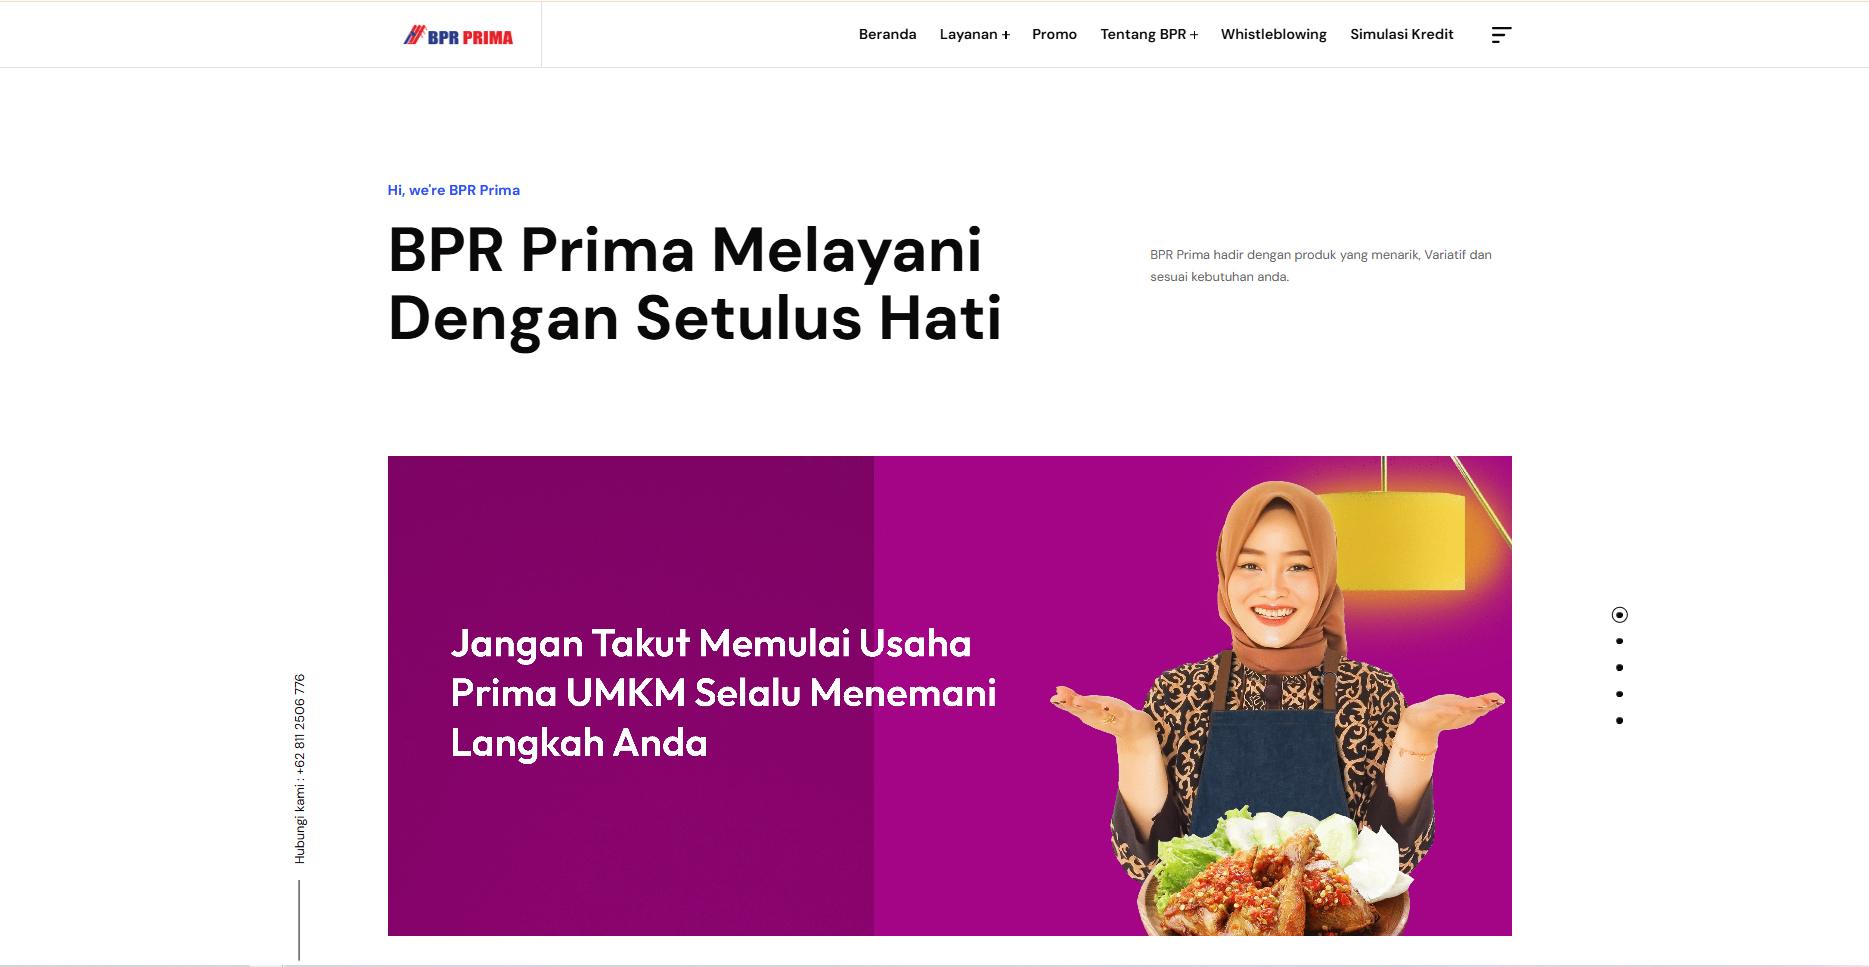 BPR PRIMA
Beranda
Layanan +
Promo
Tentang BPR +
Whistleblowing
Simulasi Kredit
Hi, we're BPR Prima
BPR Prima Melayani
Dengan Setulus Hati
BPR Prima hadir dengan produk yang menarik, Variatif dan
sesuai kebutuhan anda.
Jangan Takut Memulai Usaha
Prima UMKM Selalu Menemani
Langkah Anda
Hubungi kami : +62 811 2506 776